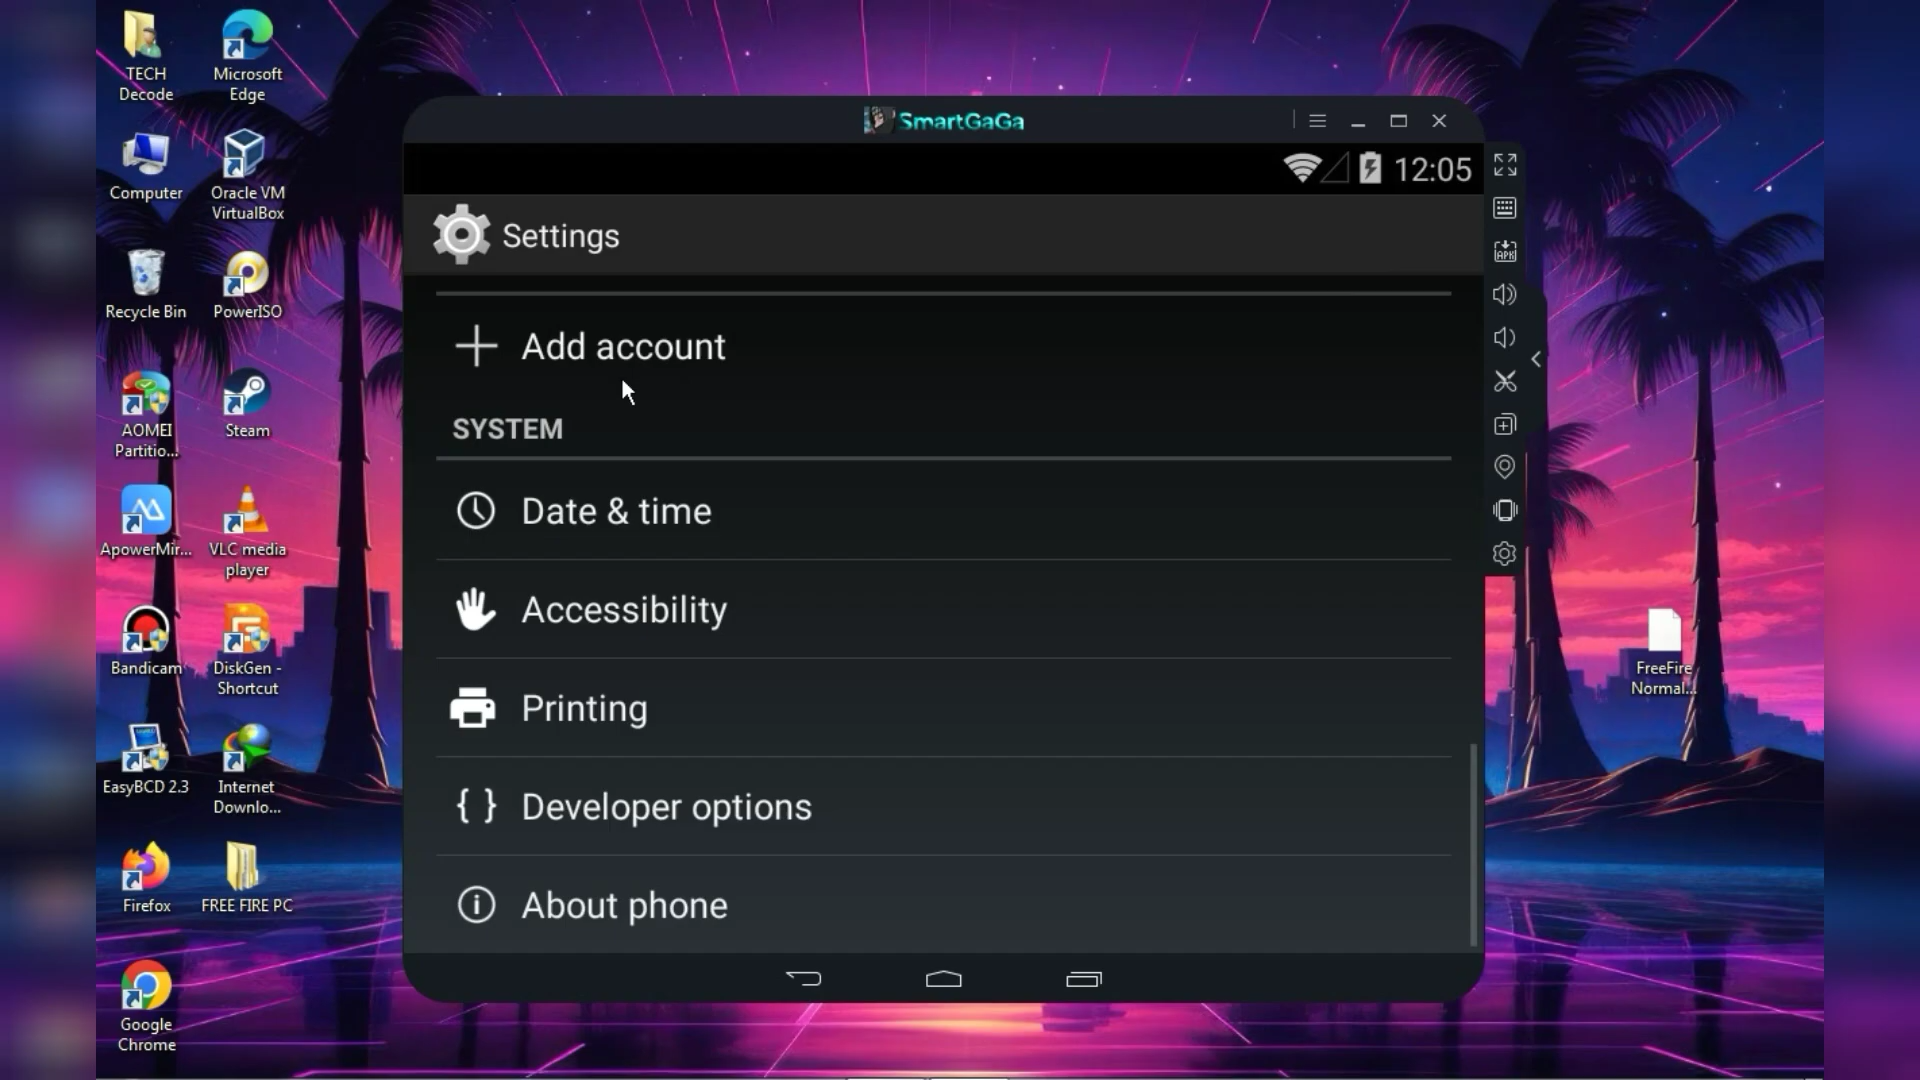 TECH
Decode
Microsoft
Edge
Computer
Oracle VM
VirtualBox
Recycle Bin
PowerISO
AOMEI
Partitio...
Steam
ApowerMir...
VLC media
player
Bandicam
DiskGen -
Shortcut
EasyBCD 2.3
Internet
Downlo...
Firefox
FREE FIRE PC
Google
Chrome
SmartGaGa
12:05
Settings
Add account
SYSTEM
Date & time
Accessibility
Printing
{ } Developer options
About phone
APK
FreeFire
Normal...